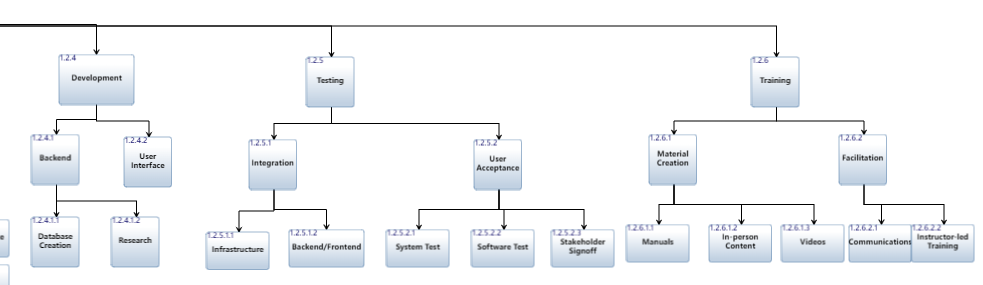 1.2.4
Development
1.2.5
Testing
1.2.6
Training
1.2.4.1
Backend
1.2.4.2
User
Interface
1.2.5.1
Integration
1.2.5.2
User
Acceptance
1.2.6.1
Material
Creation
1.2.6.2
Facilitation
1.2.4.1.1
Database
Creation
1.2.4.1.2
Research
1.2.5.1.1
Infrastructure
1.2.5.1.2
Backend/Frontend
1.2.5.2.1
System Test
1.2.5.2.2
Software Test
1.2.5.2.3
Stakeholder
Signoff
1.2.6.1.1
Manuals
1.2.6.1.2
In-person
Content
1.2.6.1.3
Videos
1.2.6.2.1
Communications
1.2.6.2.2
Instructor-led
Training